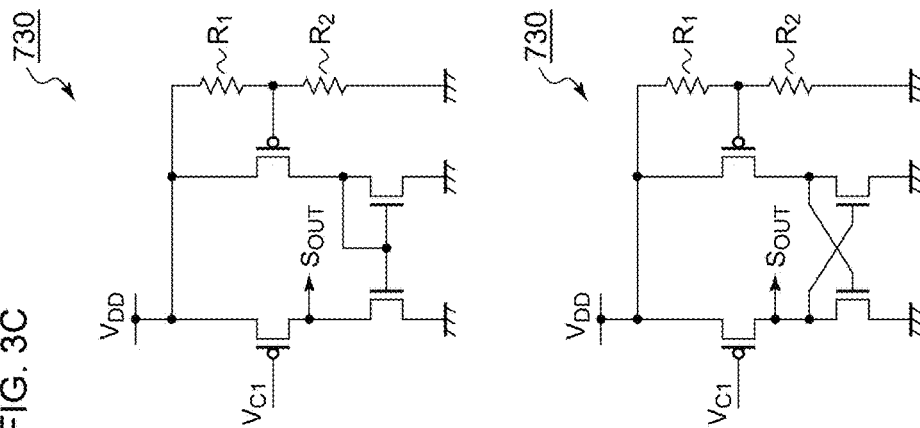 FIG. 3C
730
VDD
R1
R2
SOUT
VC1
730
VDD
R1
R2
SOUT
VC1